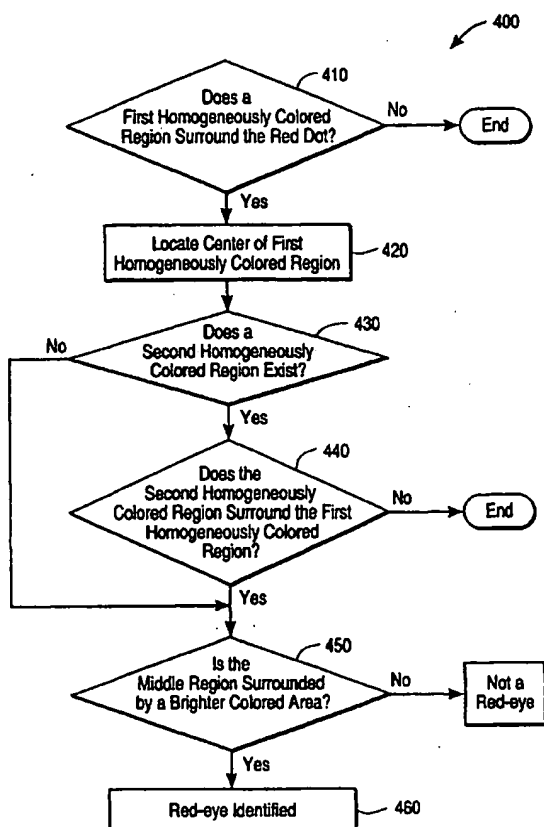 400
410
Does a
First Homogeneously Colored
Region Surround the Red Dot?
No
End
Yes
Locate Center of First
Homogeneously Colored Region
420
430
Does a
Second Homogeneously
Colored Region Exist?
No
Yes
440
Does the
Second Homogeneously
Colored Region Surround the First
Homogeneously Colored
Region?
No
End
Yes
450
Is the
Middle Region Surrounded
by a Brighter Colored Area?
No
Not a
Red-eye
Yes
Red-eye Identified
460